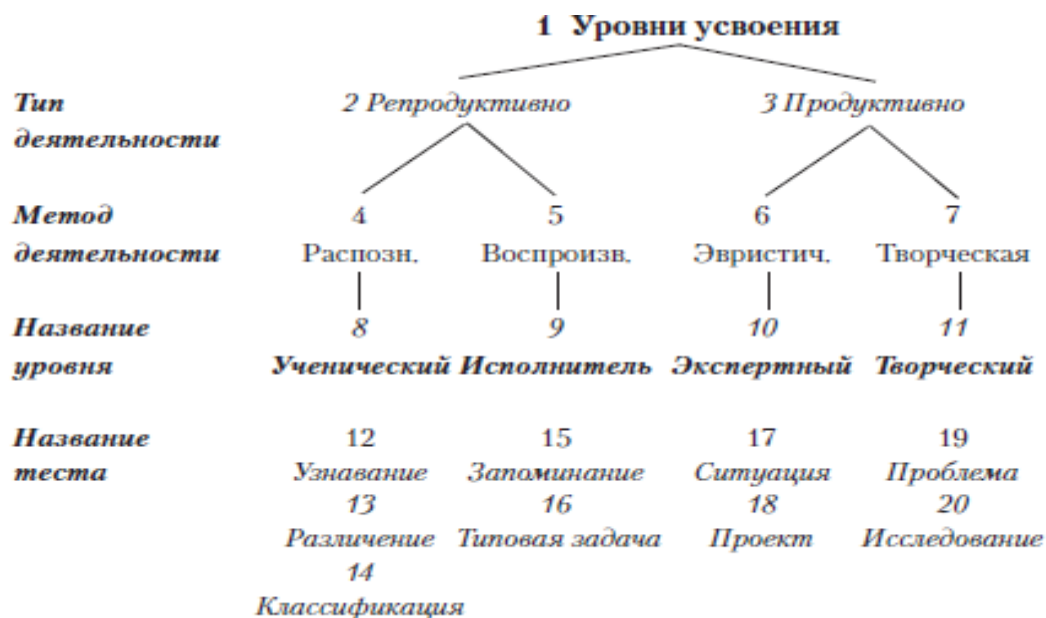 1 Уровни усвоения
Тип 2 Репродуктивно 3 Продуктивно
деятельности
Метод 4 5 6 7
деятельности Распозн. Воспроизв. Эвристич. Творческая
Название 8 9 10 11
уровня Ученический Исполнитель Экспертный Творческий
Название 12 15 17 19
теста Узнавание Запоминание Ситуация Проблема
13 16 18 20
Различение Типовая задача Проект Исследование
14
Классификация